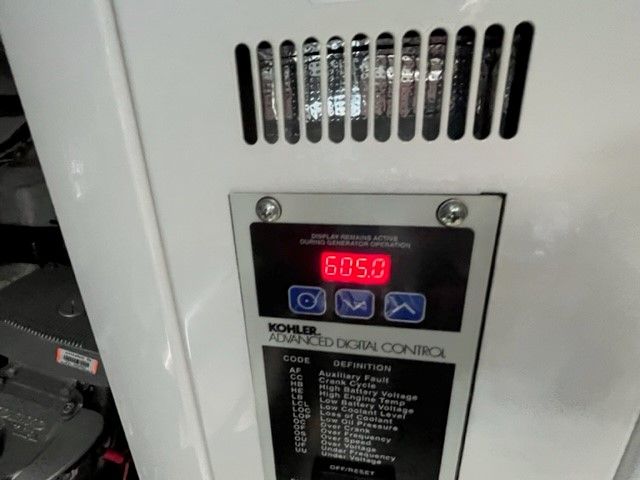 DISPLAY REMAINS ACTIVE
DURING GENERATOR OPERATION
605.0
KOHLER
ADVANCED DIGITAL CONTROL
CODE DEFINITION
AF Auxiliary Fault
CC Crank Cycle
HB High Battery Voltage
HE High Engine Temp
LB Low Battery Voltage
LCL Low Coolant Level
LOC Loss of Coolant
LOP Low Oil Pressure
OC Over Crank
OF Over Frequency
OS Over Speed
OU Over Voltage
UF Under Frequency
UU Under Voltage
OFF/RESET